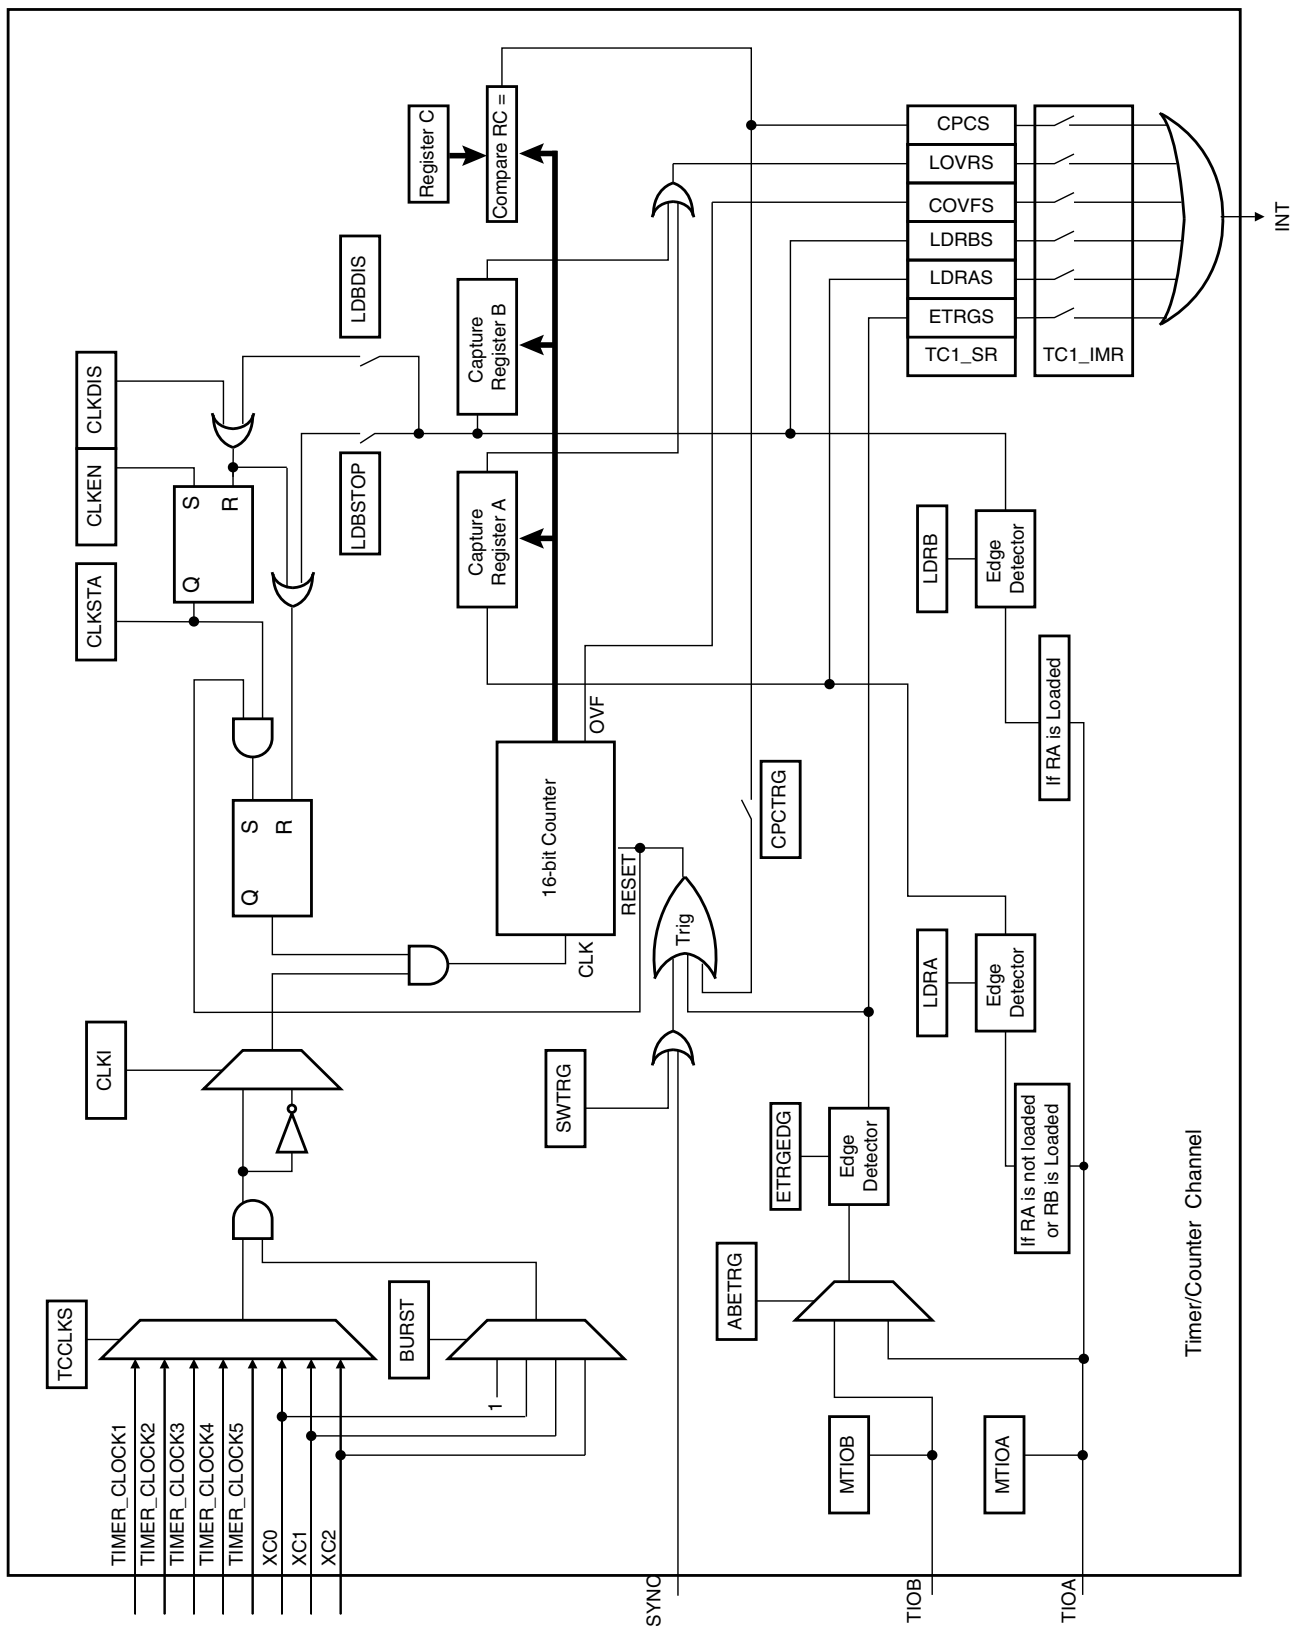 TCCLKS
TIMER_CLOCK1
TIMER_CLOCK2
TIMER_CLOCK3
TIMER_CLOCK4
TIMER_CLOCK5
XC0
XC1
XC2
CLKI
CLKSTA
CLKEN
CLKDIS
Q
S
R
Q
S
R
BURST
1
LDBSTOP
LDBDIS
SYNC
SWTRG
CLK
16-bit Counter
OVF
RESET
Trig
Capture
Register A
Capture
Register B
Register C
Compare RC =
CPCTRG
ABETRG
ETRGEDG
Edge
Detector
MTIOB
TIOB
MTIOA
TIOA
LDRA
Edge
Detector
If RA is not loaded
or RB is Loaded
LDRB
Edge
Detector
If RA is Loaded
CPCS
LOVRS
COVFS
LDRBS
LDRAS
ETRGS
TC1_SR
TC1_IMR
INT
Timer/Counter Channel